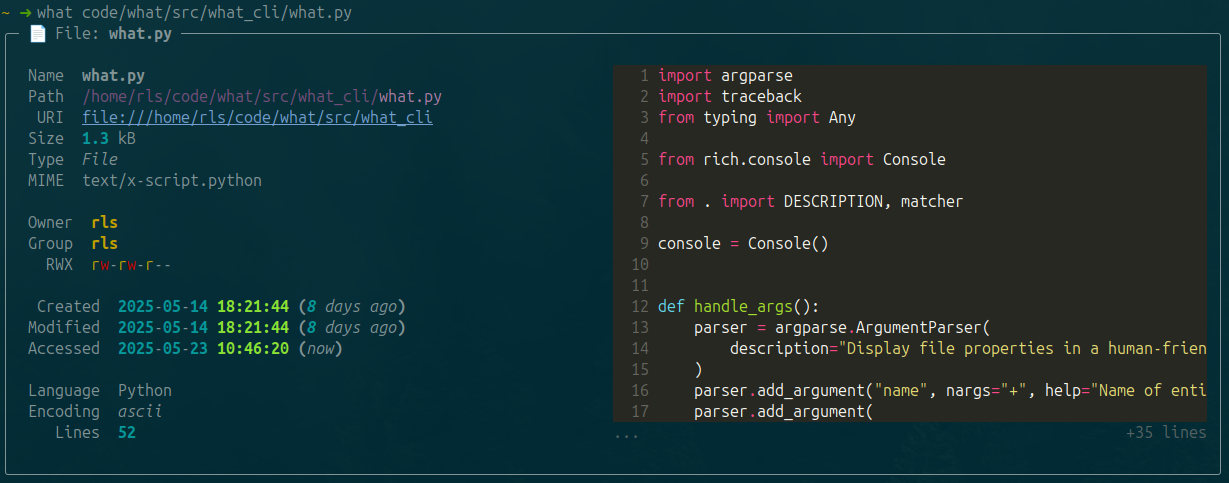 ~ ➜ what code/what/src/what_cli/what.py
📄 File: what.py
Name what.py
Path /home/rls/code/what/src/what_cli/what.py
URI file:///home/rls/code/what/src/what_cli
Size 1.3 kB
Type File
MIME text/x-script.python
Owner rls
Group rls
RWX rw-rw-r--
Created 2025-05-14 18:21:44 (8 days ago)
Modified 2025-05-14 18:21:44 (8 days ago)
Accessed 2025-05-23 10:46:20 (now)
Language Python
Encoding ascii
Lines 52
1 import argparse
2 import traceback
3 from typing import Any
4
5 from rich.console import Console
6
7 from . import DESCRIPTION, matcher
8
9 console = Console()
10
11
12 def handle_args():
13     parser = argparse.ArgumentParser(
14         description="Display file properties in a human-frien
15     )
16     parser.add_argument("name", nargs="+", help="Name of enti
17     parser.add_argument(
... +35 lines